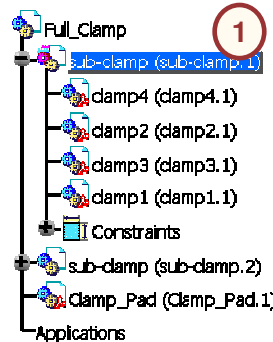 Full_Clamp
1
sub-clamp (sub-clamp.1)
clamp4 (clamp4.1)
clamp2 (clamp2.1)
clamp3 (clamp3.1)
clamp1 (clamp1.1)
Constraints
sub-clamp (sub-clamp.2)
Clamp_Pad (Clamp_Pad.1)
Applications